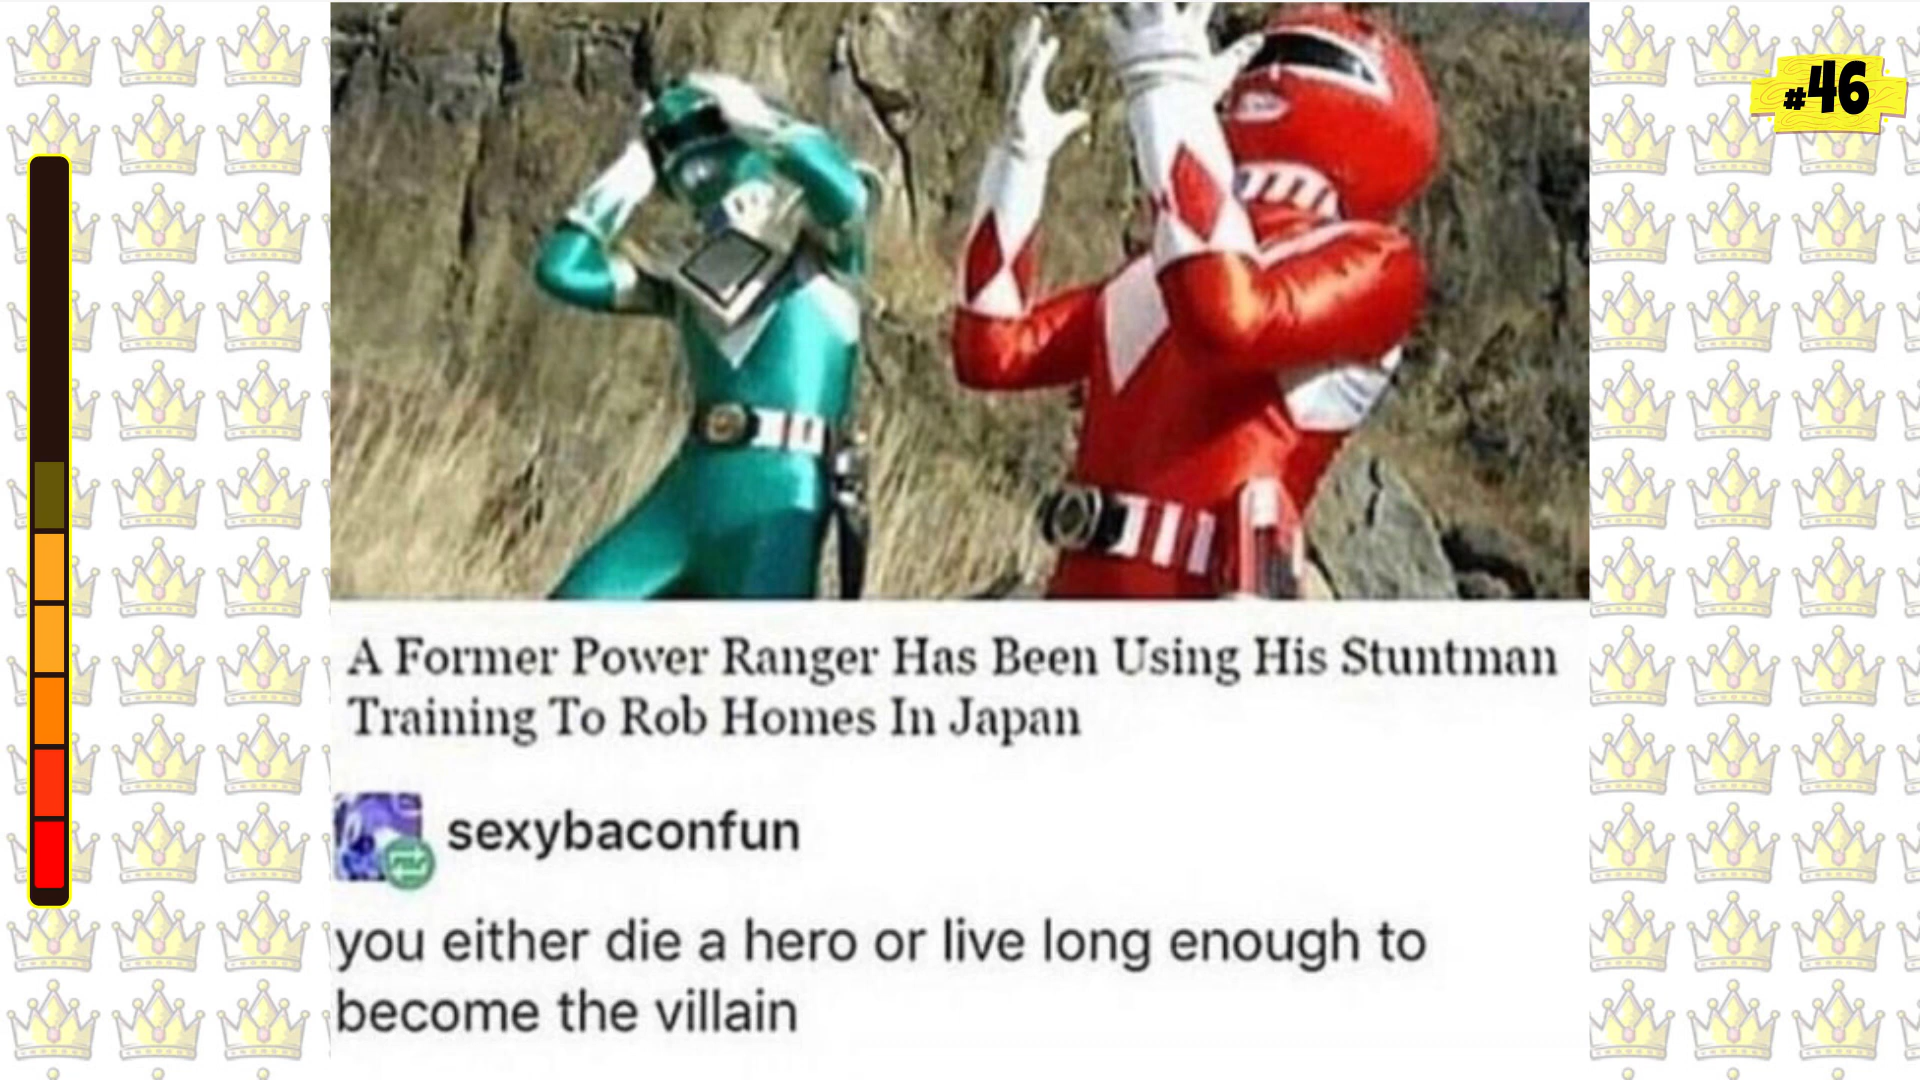 #46
A Former Power Ranger Has Been Using His Stuntman
Training To Rob Homes In Japan
sexybaconfun
you either die a hero or live long enough to
become the villain